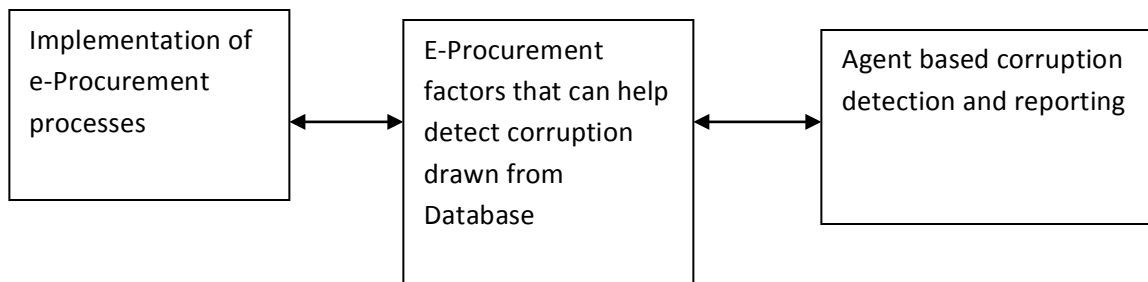 Implementation of
e-Procurement
processes
E-Procurement
factors that can help
detect corruption
drawn from
Database
Agent based corruption
detection and reporting